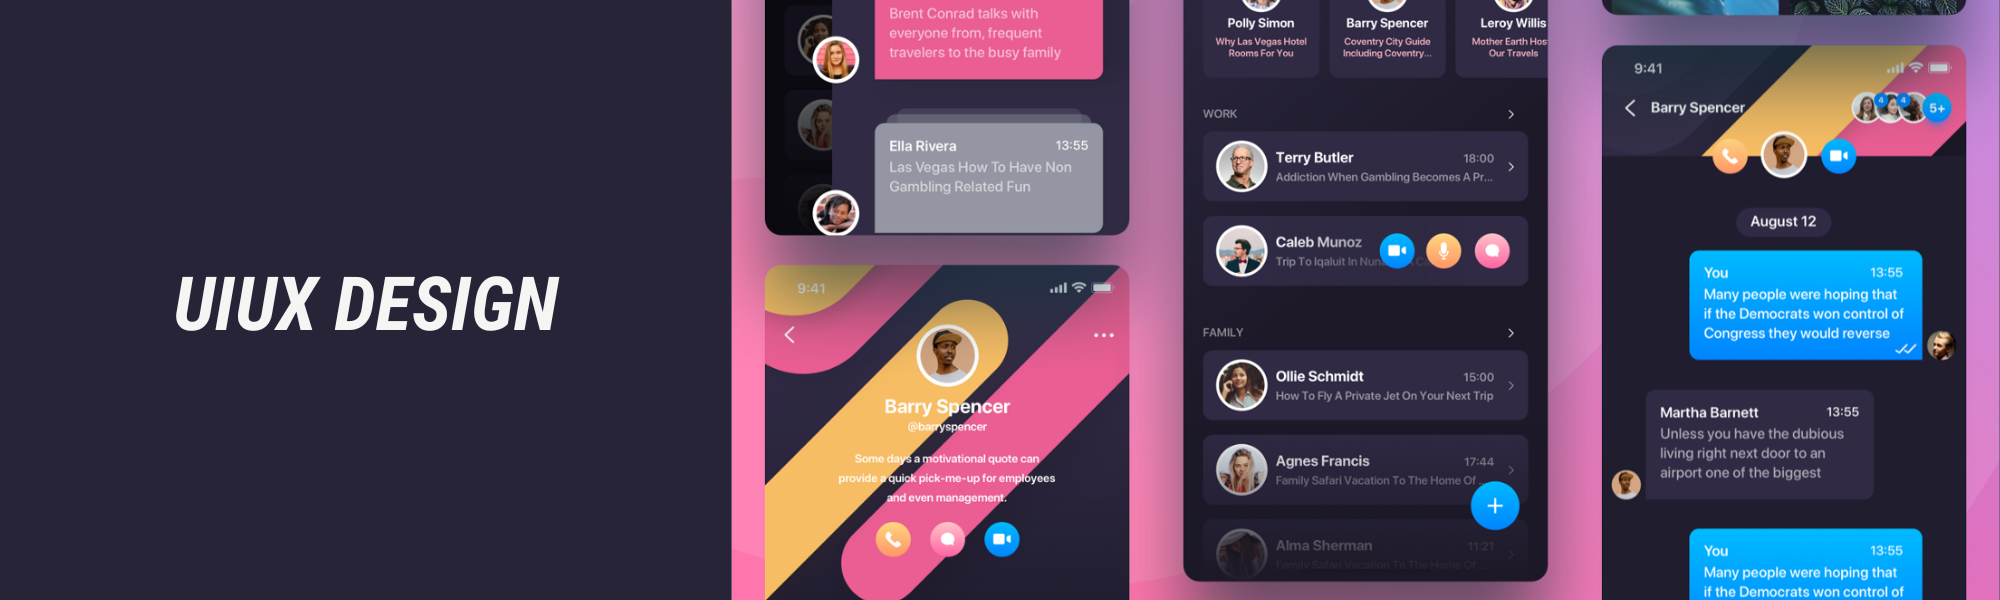 UIUX DESIGN
Brent Conrad talks with
everyone from, frequent
travelers to the busy family
Ella Rivera 13:55
Las Vegas How To Have Non
Gambling Related Fun
9:41
Barry Spencer
@barryspencer
Some days a motivational quote can
provide a quick pick-me-up for employees
and even management.
Polly Simon
Why Las Vegas Hotel
Rooms For You
Barry Spencer
Coventry City Guide
Including Coventry...
Leroy Willis
Mother Earth Hos
Our Travels
WORK
Terry Butler 18:00
Addiction When Gambling Becomes A Pr...
Caleb Munoz
Trip To Iqaluit In
FAMILY
Ollie Schmidt 15:00
How To Fly A Private Jet On Your Next Trip
Agnes Francis 17:44
Family Safari Vacation To The Home Of ...
Alma Sherman 11:21
Family Safari Vacation To The Home Of ...
9:41
Barry Spencer
4
4
5+
August 12
You 13:55
Many people were hoping that
if the Democrats won control of
Congress they would reverse
Martha Barnett 13:55
Unless you have the dubious
living right next door to an
airport one of the biggest
You 13:55
Many people were hoping that
if the Democrats won control of